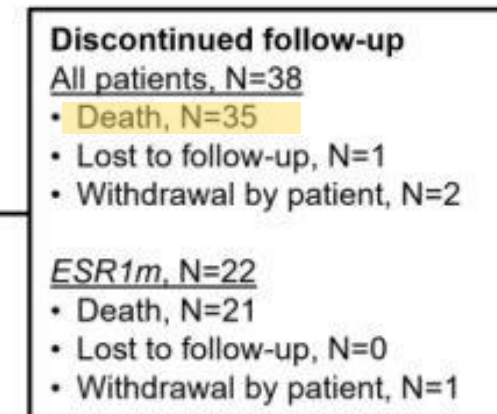 Discontinued follow-up
All patients, N=38
• Death, N=35
• Lost to follow-up, N=1
• Withdrawal by patient, N=2
ESR1m, N=22
• Death, N=21
• Lost to follow-up, N=0
• Withdrawal by patient, N=1